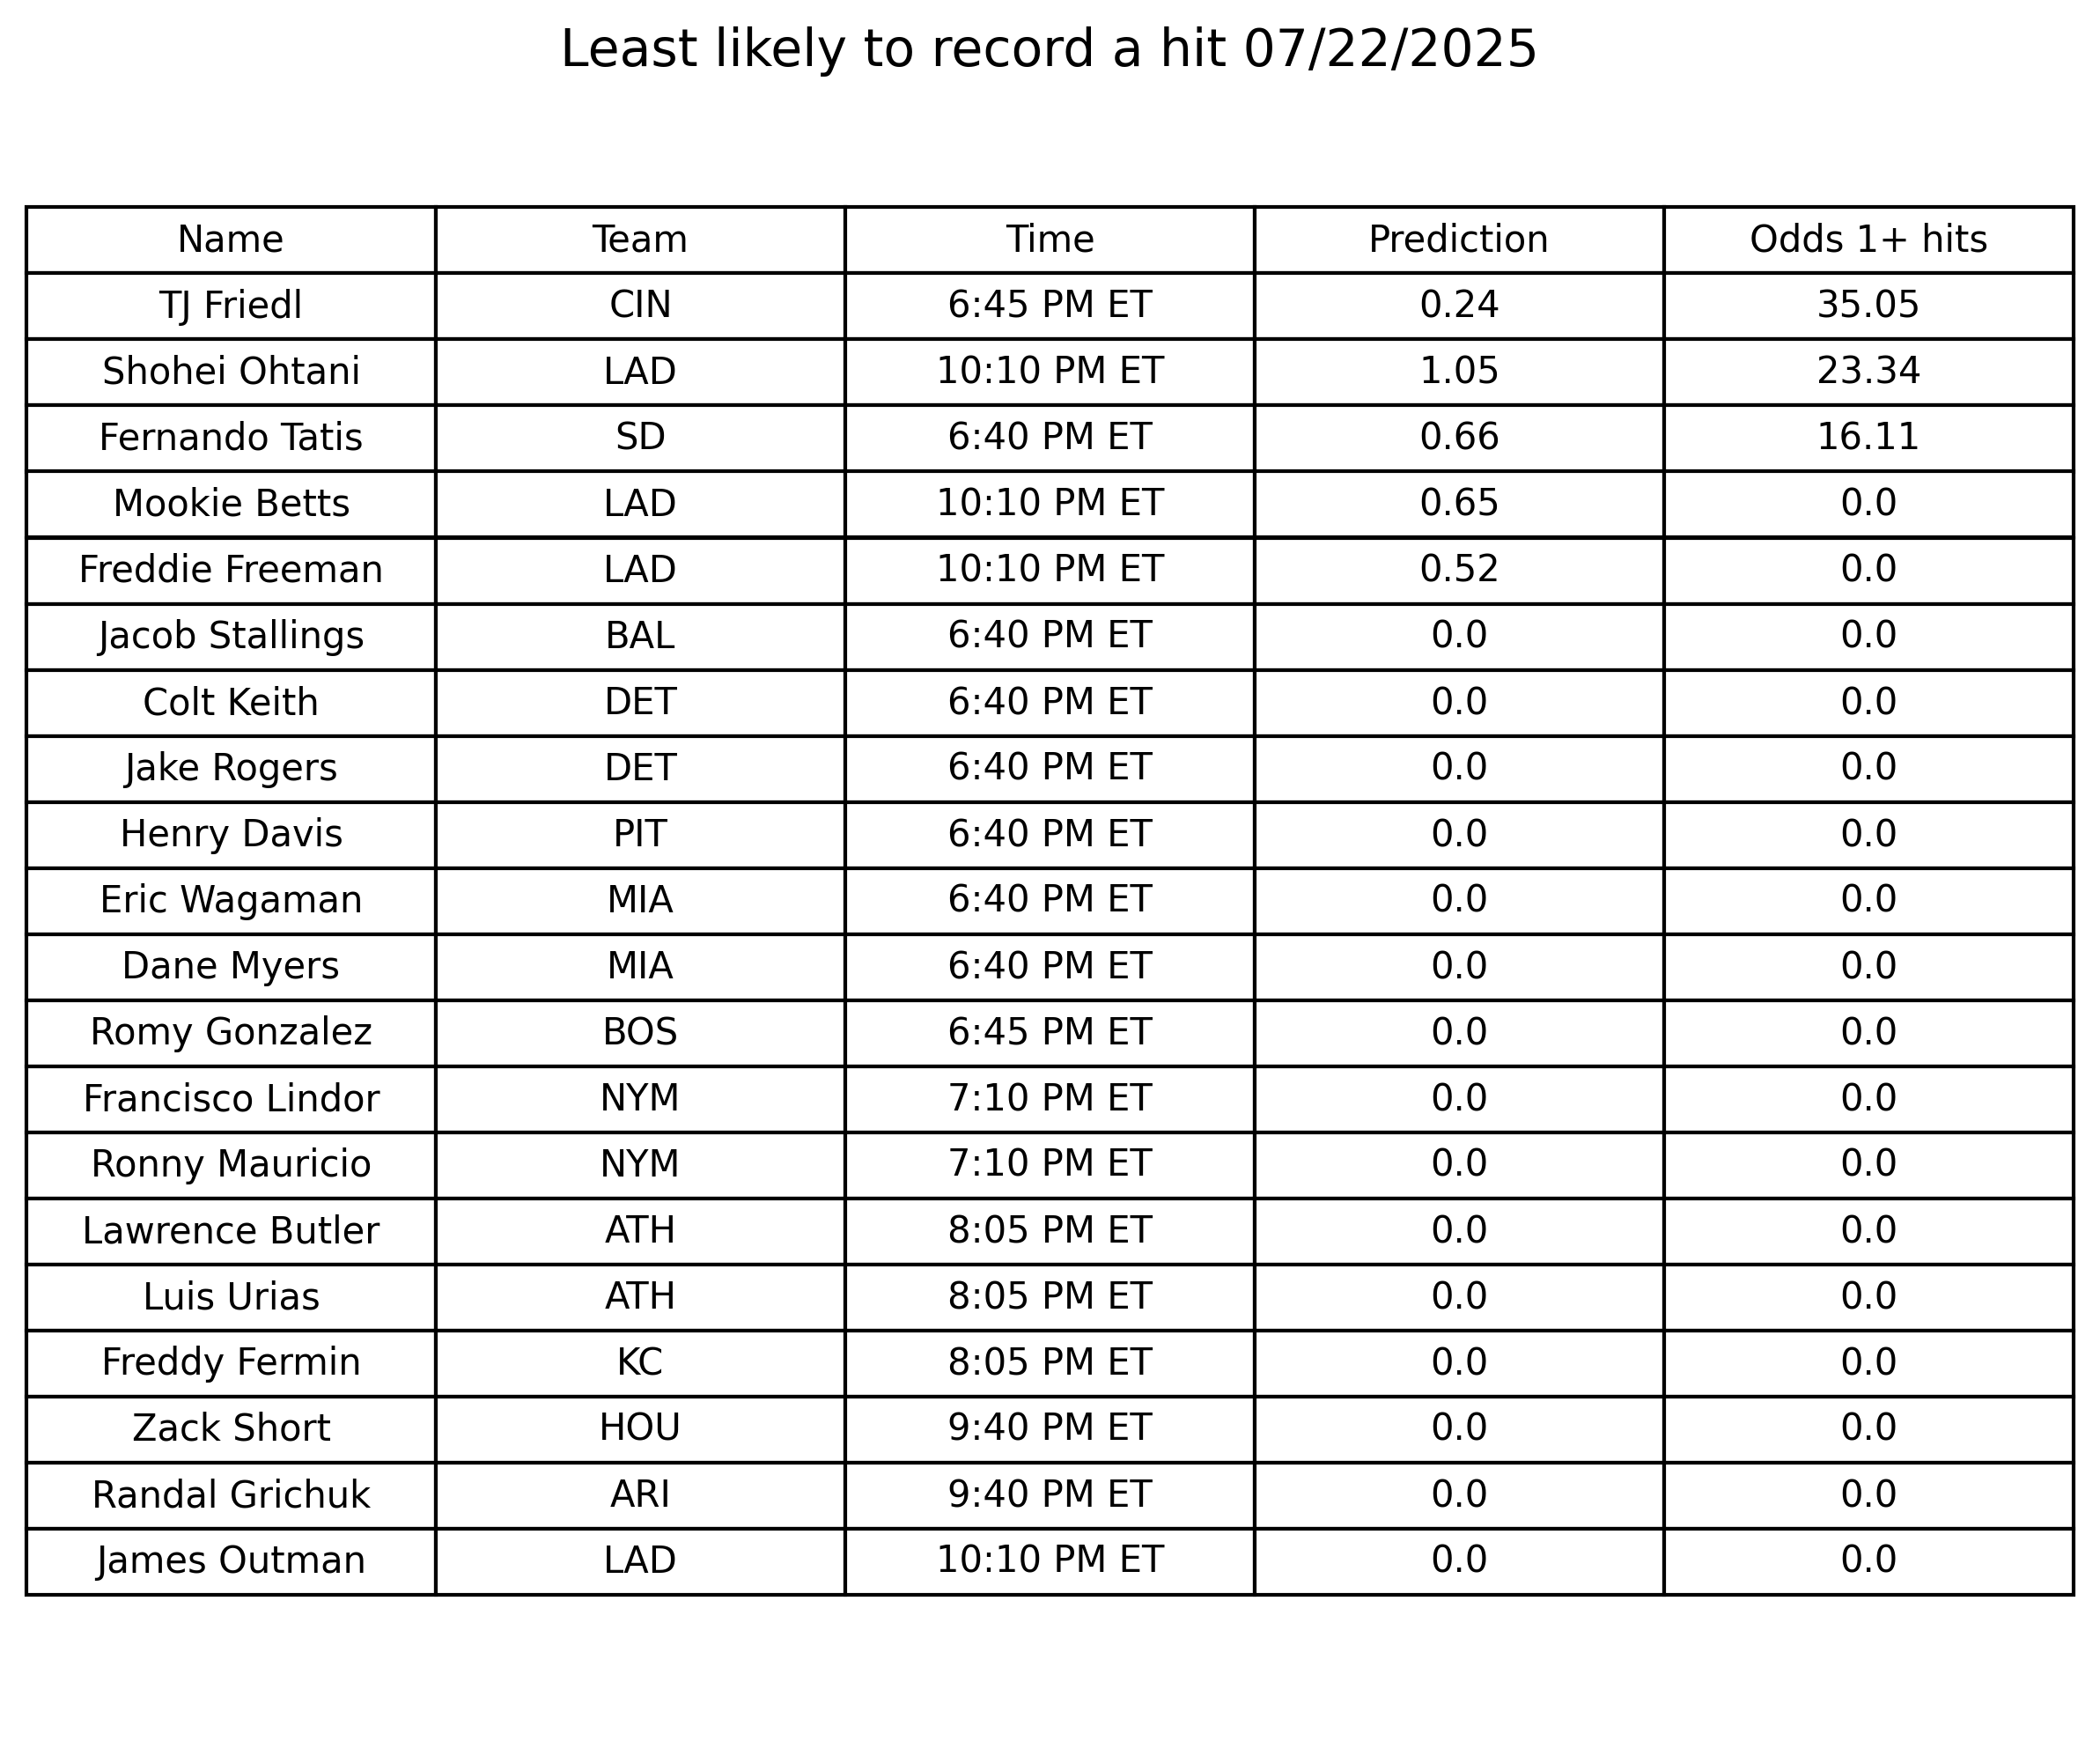 Least likely to record a hit 07/22/2025
Name Team Time Prediction Odds 1+ hits
TJ Friedl CIN 6:45 PM ET 0.24 35.05
Shohei Ohtani LAD 10:10 PM ET 1.05 23.34
Fernando Tatis SD 6:40 PM ET 0.66 16.11
Mookie Betts LAD 10:10 PM ET 0.65 0.0
Freddie Freeman LAD 10:10 PM ET 0.52 0.0
Jacob Stallings BAL 6:40 PM ET 0.0 0.0
Colt Keith DET 6:40 PM ET 0.0 0.0
Jake Rogers DET 6:40 PM ET 0.0 0.0
Henry Davis PIT 6:40 PM ET 0.0 0.0
Eric Wagaman MIA 6:40 PM ET 0.0 0.0
Dane Myers MIA 6:40 PM ET 0.0 0.0
Romy Gonzalez BOS 6:45 PM ET 0.0 0.0
Francisco Lindor NYM 7:10 PM ET 0.0 0.0
Ronny Mauricio NYM 7:10 PM ET 0.0 0.0
Lawrence Butler ATH 8:05 PM ET 0.0 0.0
Luis Urias ATH 8:05 PM ET 0.0 0.0
Freddy Fermin KC 8:05 PM ET 0.0 0.0
Zack Short HOU 9:40 PM ET 0.0 0.0
Randal Grichuk ARI 9:40 PM ET 0.0 0.0
James Outman LAD 10:10 PM ET 0.0 0.0